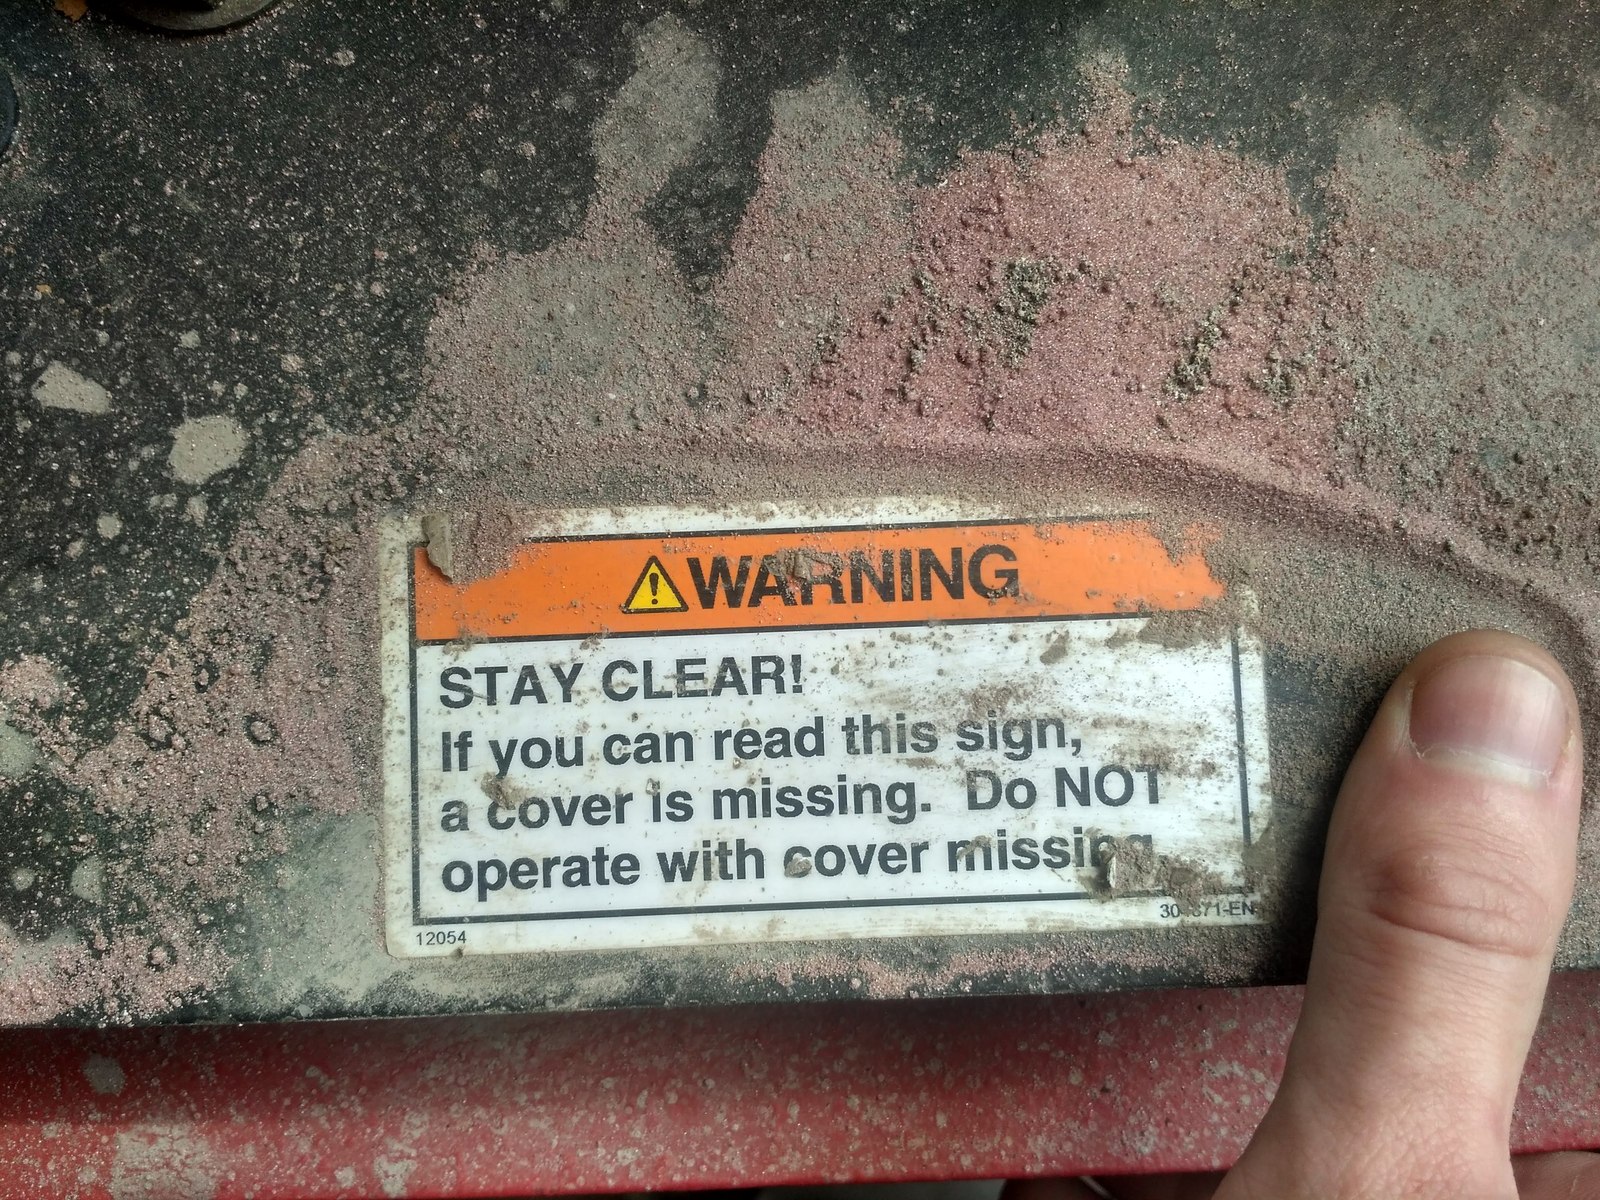 WARNING
STAY CLEAR!
If you can read this sign,
a cover is missing. Do NOT
operate with cover missing.
12054